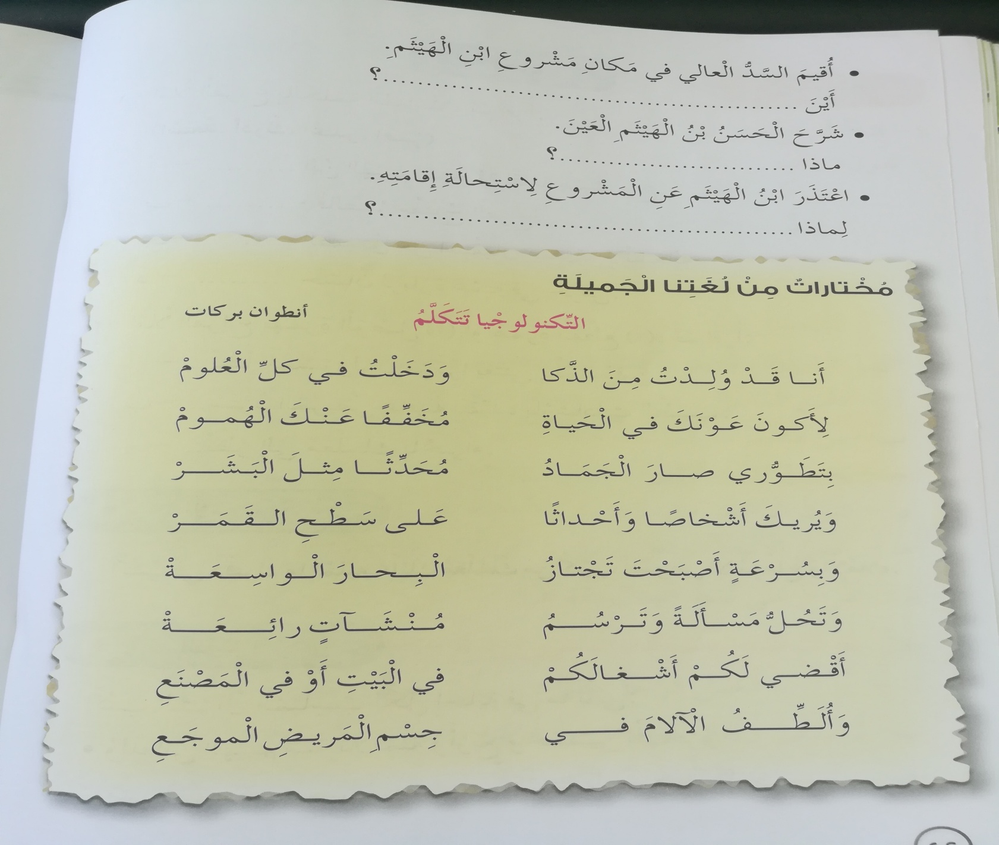 • أُقيمَ السَّدُّ الْعالي في مَكانِ مَشْروعِ ابْنِ الْهَيْثَمِ.
أَيْنَ ..........................................................؟
• شَرَّحَ الْحَسَنُ بْنُ الْهَيْثَمِ الْعَيْنَ.
ماذا ..............................؟
• اعْتَذَرَ ابْنُ الْهَيْثَمِ عَنِ الْمَشْروعِ لِاسْتِحالَةِ إِقامَتِهِ.
لِماذا ..........................................................؟
مُخْتاراتٌ مِنْ لُغَتِنا الْجَميلَةِ
التِّكنولوجْيا تَتَكَلَّمُ أنطوان بركات
أَنا قَدْ وُلِدْتُ مِنَ الذَّكا وَدَخَلْتُ في كلِّ الْعُلومْ
لِأَكونَ عَوْنَكَ في الْحَياةِ مُخَفِّفًا عَنْكَ الْهُمومْ
بِتَطَوُّري صارَ الْجَمَادُ مُحَدِّثًا مِثلَ الْبَشَرْ
وَيُريكَ أَشْخاصًا وَأَحْداثًا عَلى سَطْحِ القَمَرْ
وَبِسُرْعَةٍ أَصْبَحْتَ تَجْتازُ الْبِحارَ الْواسِعَةْ
وَتَحُلُّ مَسْأَلَةً وَتَرْسُمُ مُنْشَآتٍ رائِعَةْ
أَقْضي لَكُمْ أَشْغالَكُمْ في الْبَيْتِ أَوْ في الْمَصْنَعِ
وَأُلَطِّفُ الْآلامَ في جِسْمِ الْمَريضِ الْموجَعِ